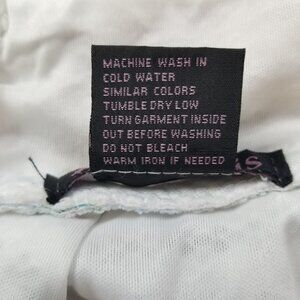 MACHINE WASH IN
COLD WATER
SIMILAR COLORS
TUMBLE DRY LOW
TURN GARMENT INSIDE
OUT BEFORE WASHING
DO NOT BLEACH
WARM IRON IF NEEDED